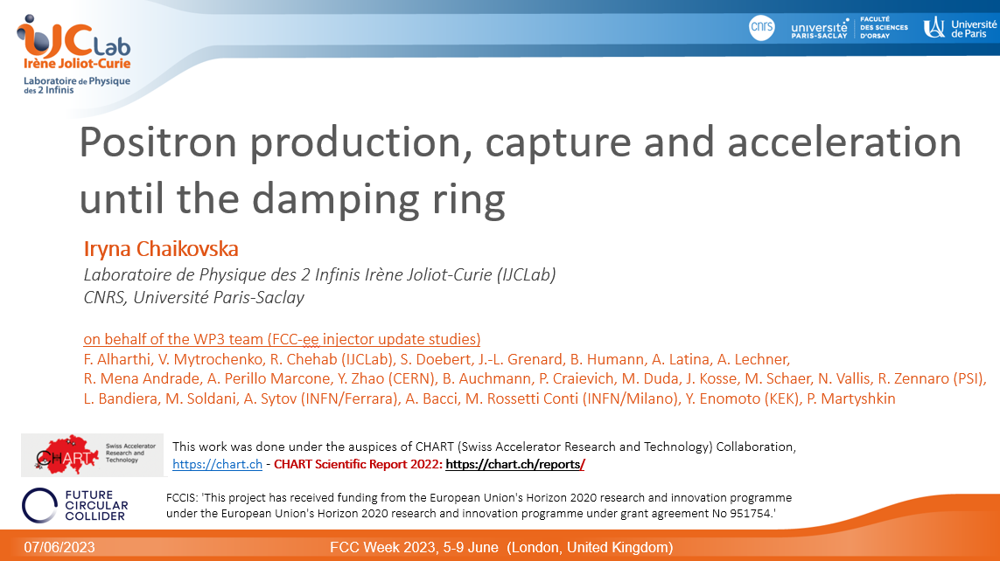 iJCLab
Irène Joliot-Curie
Laboratoire de Physique
des 2 Infinis
cnrs
université
PARIS-SACLAY
FACULTÉ
DES SCIENCES
D'ORSAY
Université
de Paris
Positron production, capture and acceleration
until the damping ring
Iryna Chaikovska
Laboratoire de Physique des 2 Infinis Irène Joliot-Curie (IJCLab)
CNRS, Université Paris-Saclay
on behalf of the WP3 team (FCC-ee injector update studies)
F. Alharthi, V. Mytrochenko, R. Chehab (IJCLab), S. Doebert, J.-L. Grenard, B. Humann, A. Latina, A. Lechner,
R. Mena Andrade, A. Perillo Marcone, Y. Zhao (CERN), B. Auchmann, P. Craievich, M. Duda, J. Kosse, M. Schaer, N. Vallis, R. Zennaro (PSI),
L. Bandiera, M. Soldani, A. Sytov (INFN/Ferrara), A. Bacci, M. Rossetti Conti (INFN/Milano), Y. Enomoto (KEK), P. Martyshkin
CHART
Swiss Accelerator
Research and
Technology
This work was done under the auspices of CHART (Swiss Accelerator Research and Technology) Collaboration,
https://chart.ch - CHART Scientific Report 2022: https://chart.ch/reports/
FUTURE
CIRCULAR
COLLIDER
FCCIS: 'This project has received funding from the European Union's Horizon 2020 research and innovation programme
under the European Union's Horizon 2020 research and innovation programme under grant agreement No 951754.'
07/06/2023
FCC Week 2023, 5-9 June (London, United Kingdom)